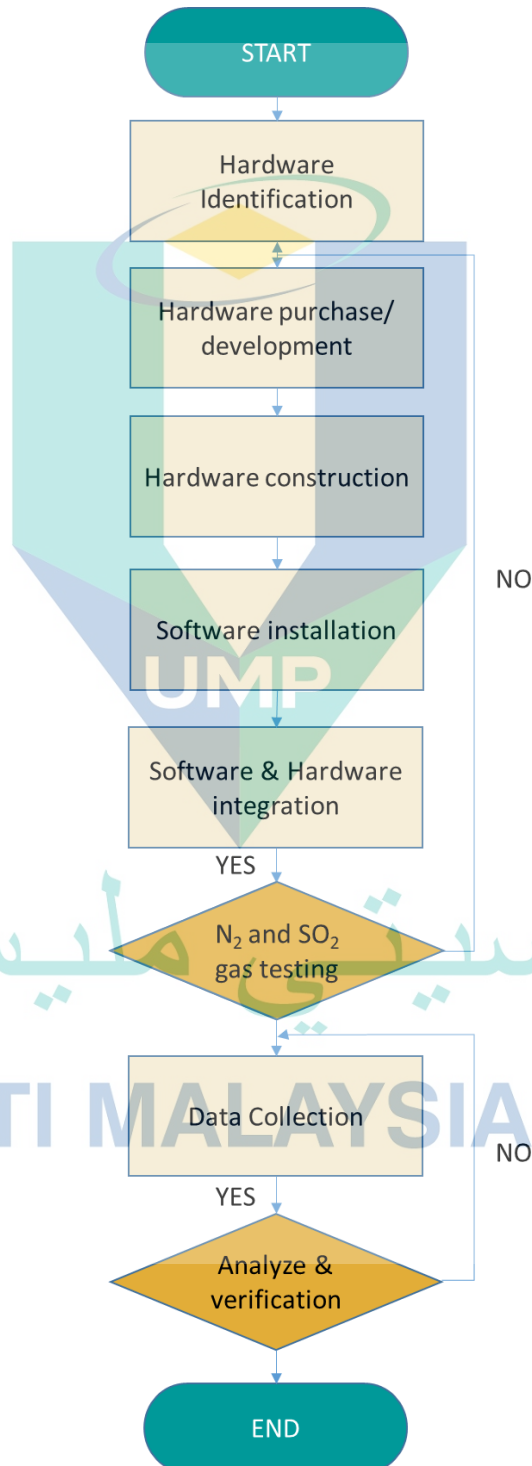 START
Hardware
Identification
Hardware purchase/
development
Hardware construction
NO
Software installation
UMP
Software & Hardware
integration
YES
N₂ and SO₂
gas testing
Data Collection
TI MALAYSIA
NO
YES
Analyze &
verification
END